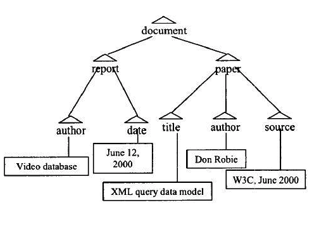 document
report paper
author date title author source
Video database
June 12,
2000
XML query data model
Don Robie
W3C, June 2000